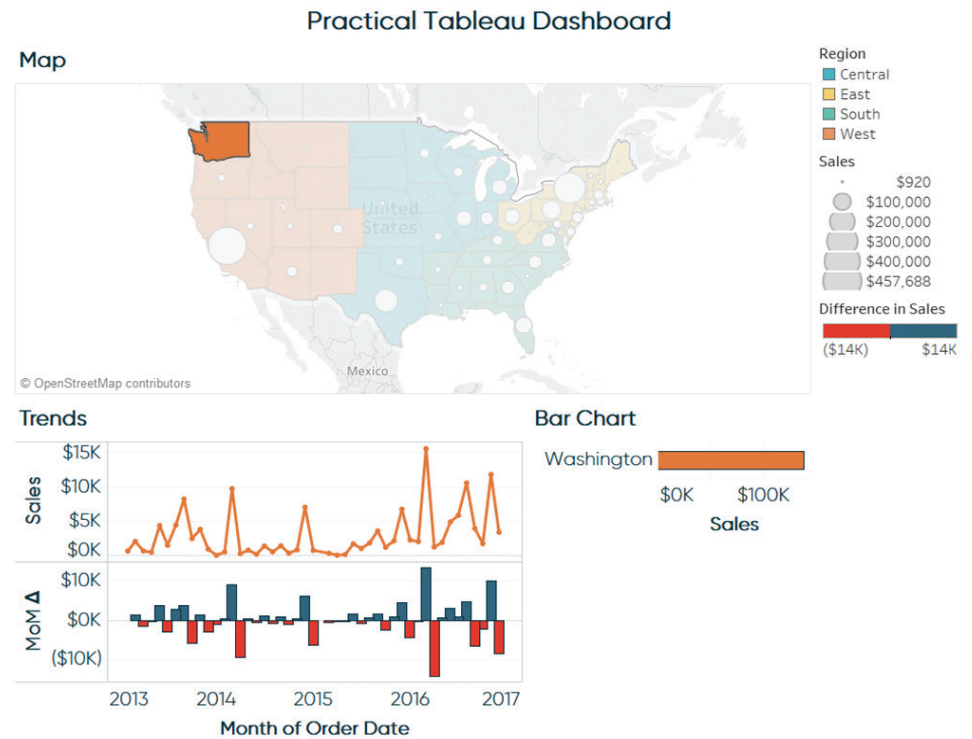 Practical Tableau Dashboard
Map
United
States
Mexico
© OpenStreetMap contributors
Region
Central
East
South
West
Sales
$920
$100,000
$200,000
$300,000
$400,000
$457,688
Difference in Sales
($14K) $14K
Trends
Sales
$15K
$10K
$5K
$0K
MoM Δ
$10K
$0K
($10K)
2013 2014 2015 2016 2017
Month of Order Date
Bar Chart
Washington
$0K $100K
Sales